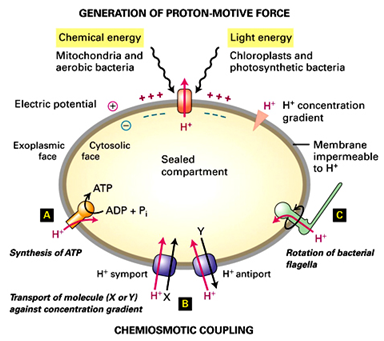 GENERATION OF PROTON-MOTIVE FORCE
Chemical energy
Light energy
Mitochondria and
aerobic bacteria
Chloroplasts and
photosynthetic bacteria
Electric potential
+
+++
+++
−
H⁺
H⁺ H⁺ concentration
gradient
Exoplasmic
face
Cytosolic
face
Sealed
compartment
Membrane
impermeable
to H⁺
A
ATP
ADP + Pi
H⁺
C
H⁺
Synthesis of ATP
Rotation of bacterial
flagella
Y
H⁺ symport
H⁺ antiport
H⁺ X
B
H⁺
Transport of molecule (X or Y)
against concentration gradient
CHEMIOSMOTIC COUPLING